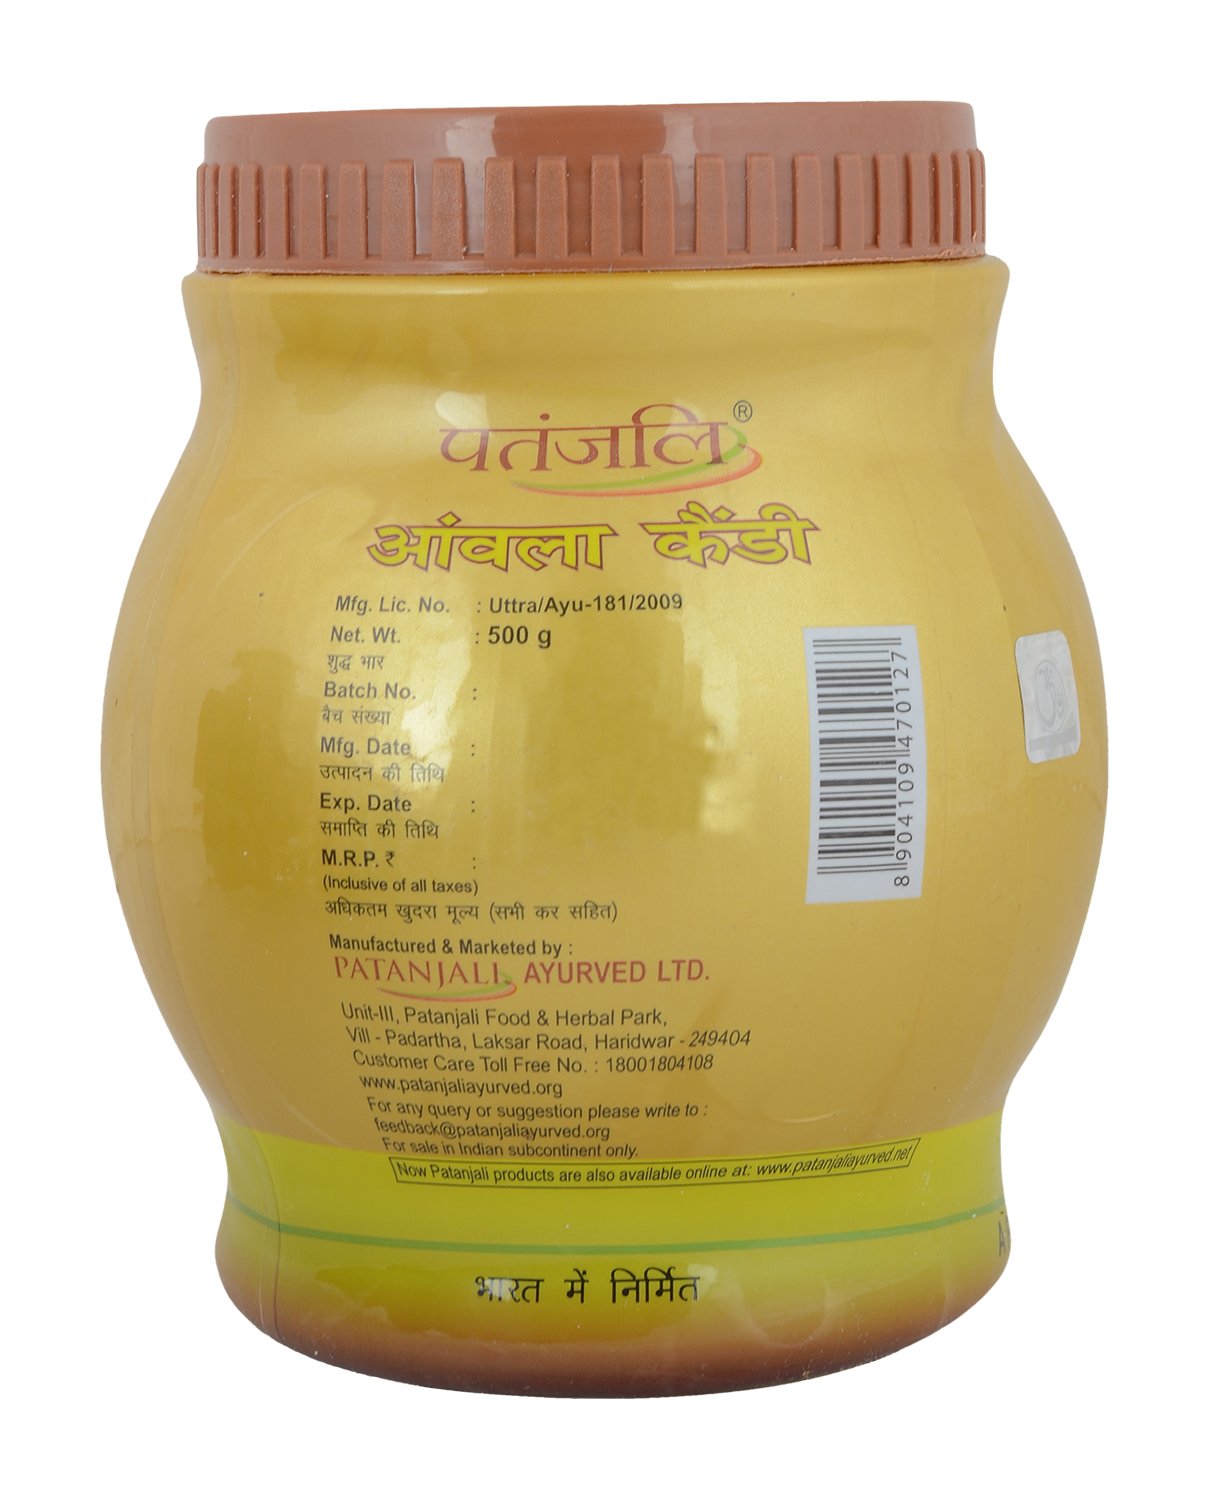 पतंजलि®
आंवला कैंडी
Mfg. Lic. No. : Uttra/Ayu-181/2009
Net. Wt. : 500 g
शुद्ध भार
Batch No. :
बैच संख्या
Mfg. Date :
उत्पादन की तिथि
Exp. Date :
समाप्ति की तिथि
M.R.P. ₹ :
(Inclusive of all taxes)
अधिकतम खुदरा मूल्य (सभी कर सहित)
Manufactured & Marketed by :
PATANJALI AYURVED LTD.
Unit-III, Patanjali Food & Herbal Park,
Vill - Padartha, Laksar Road, Haridwar - 249404
Customer Care Toll Free No. : 18001804108
www.patanjaliayurved.org
For any query or suggestion please write to :
feedback@patanjaliayurved.org
For sale in Indian subcontinent only.
Now Patanjali products are also available online at: www.patanjaliayurved.net
भारत में निर्मित
8904109470127